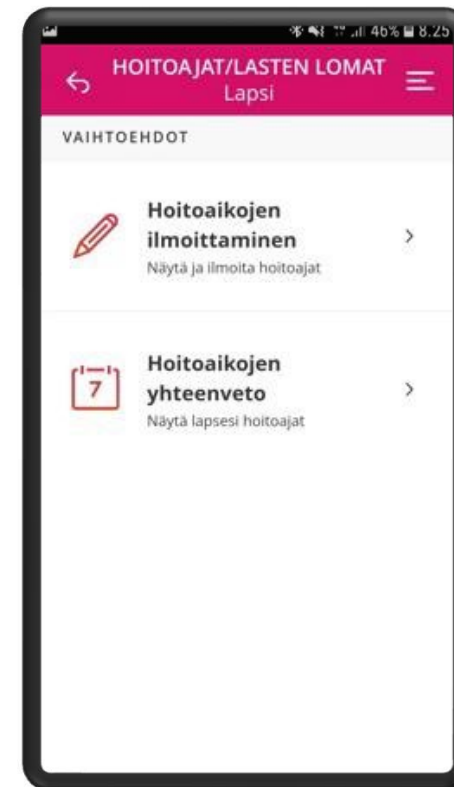 46% 8.25
HOITOAJAT/LASTEN LOMAT
Lapsi
VAIHTOEHDOT
Hoitoaikojen
ilmoittaminen
Näytä ja ilmoita hoitoajat
7
Hoitoaikojen
yhteenveto
Näytä lapsesi hoitoajat